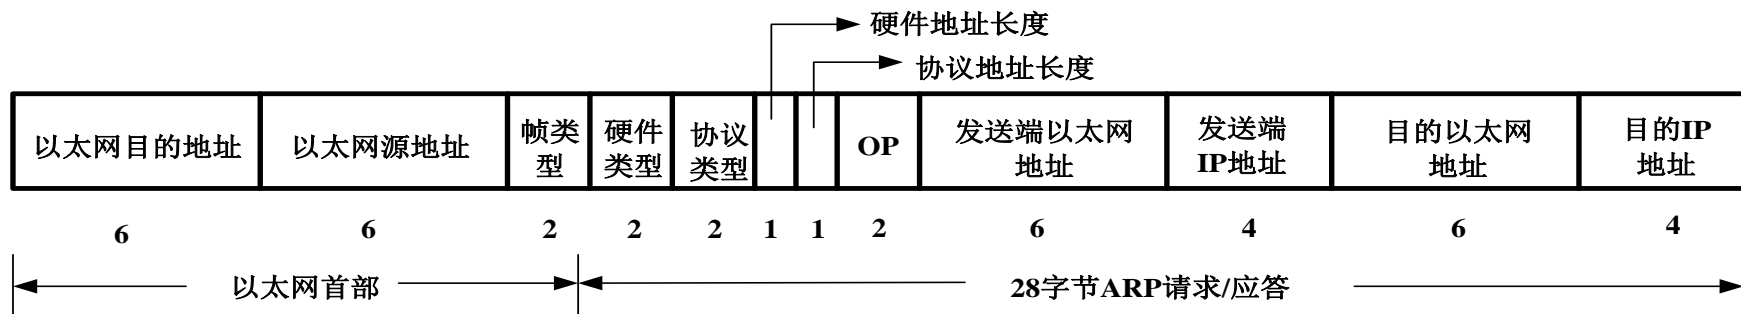 硬件地址长度
协议地址长度
以太网目的地址
以太网源地址
帧类
型
硬件
类型
协议
类型
OP
发送端以太网
地址
发送端
IP地址
目的以太网
地址
目的IP
地址
6
6
2
2
2
1
1
2
6
4
6
4
以太网首部
28字节ARP请求/应答